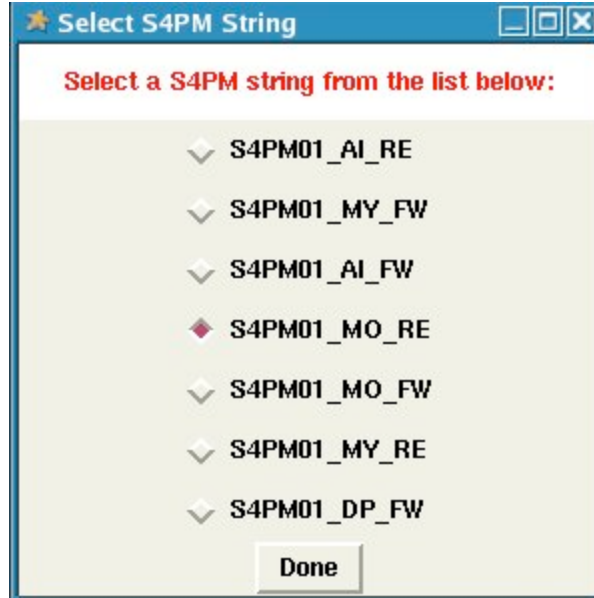 Select S4PM String
Select a S4PM string from the list below:
S4PM01_AI_RE
S4PM01_MY_FW
S4PM01_AI_FW
S4PM01_MO_RE
S4PM01_MO_FW
S4PM01_MY_RE
S4PM01_DP_FW
Done